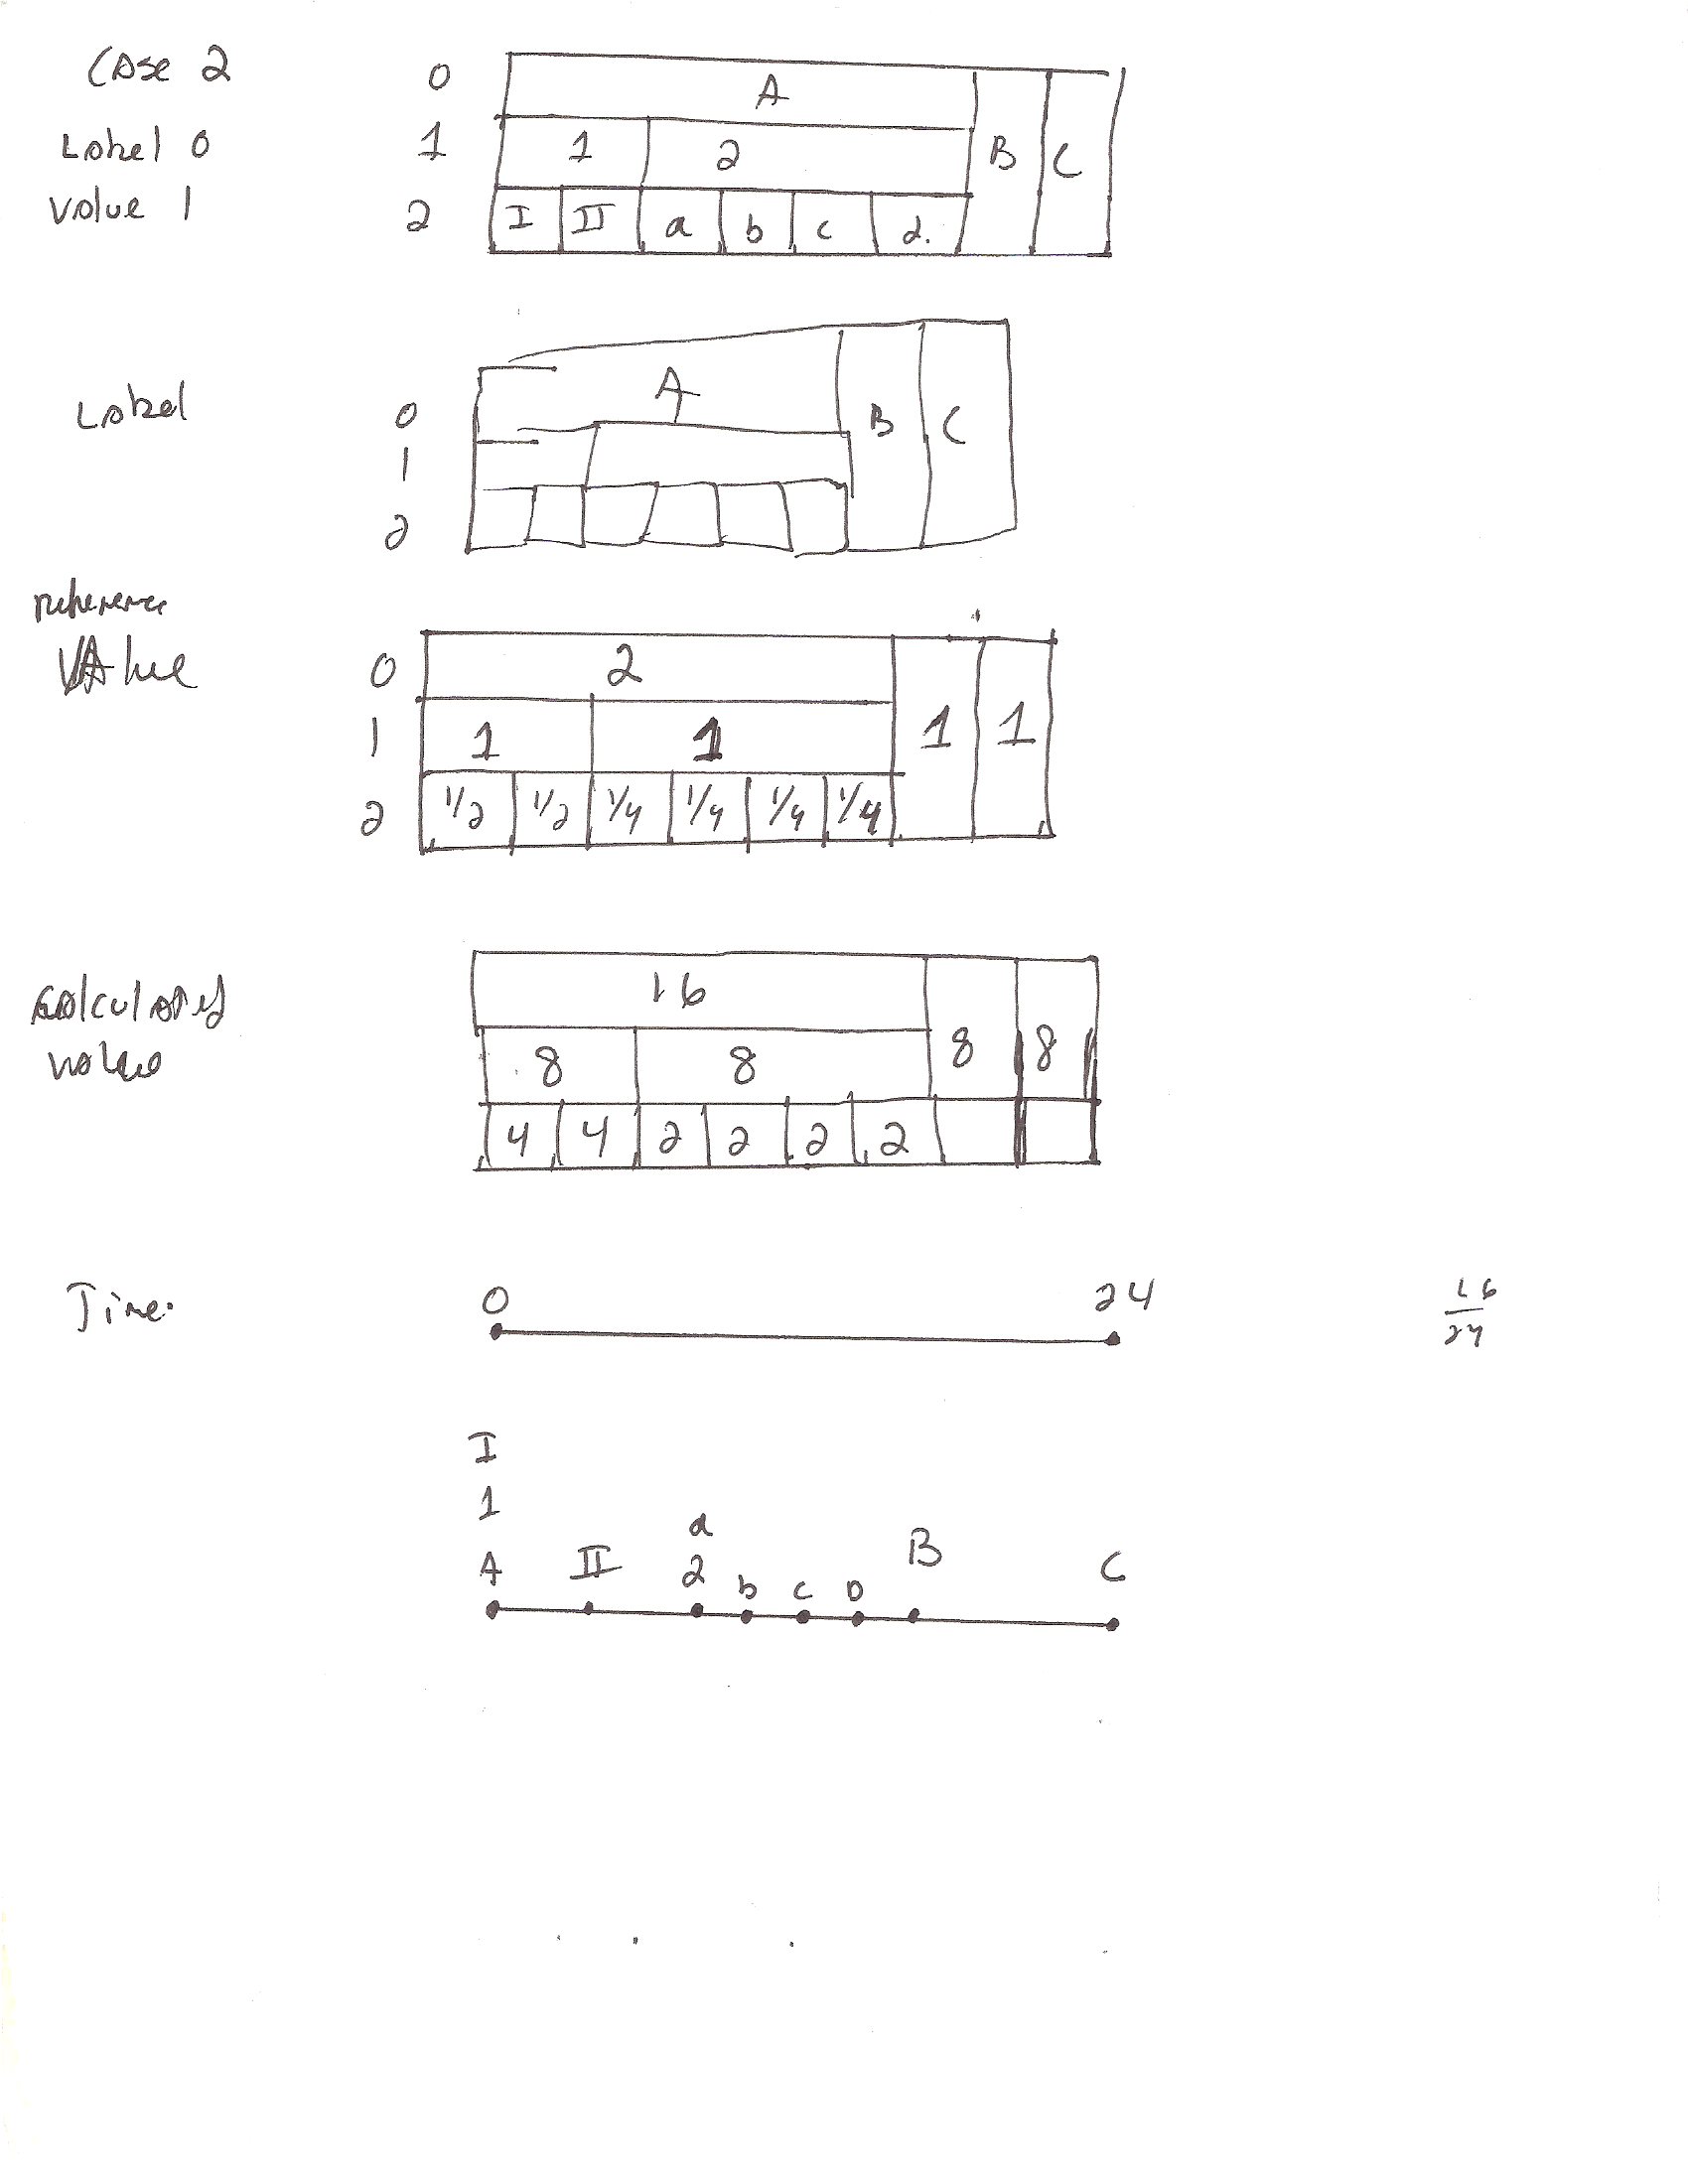 Case 2
0 A
Label 0
1 1 2 B C
Value 1
2 I II a b c d.
Label
0 A B C
1
2
reference
Value
0 2
1 1 1 1 1
2 1/2 1/2 1/4 1/4 1/4 1/4
16
calculated
value
8 8 8 8
4 4 2 2 2 2
Time.
0 24
16
24
I
1
a
A II 2 b c D B C